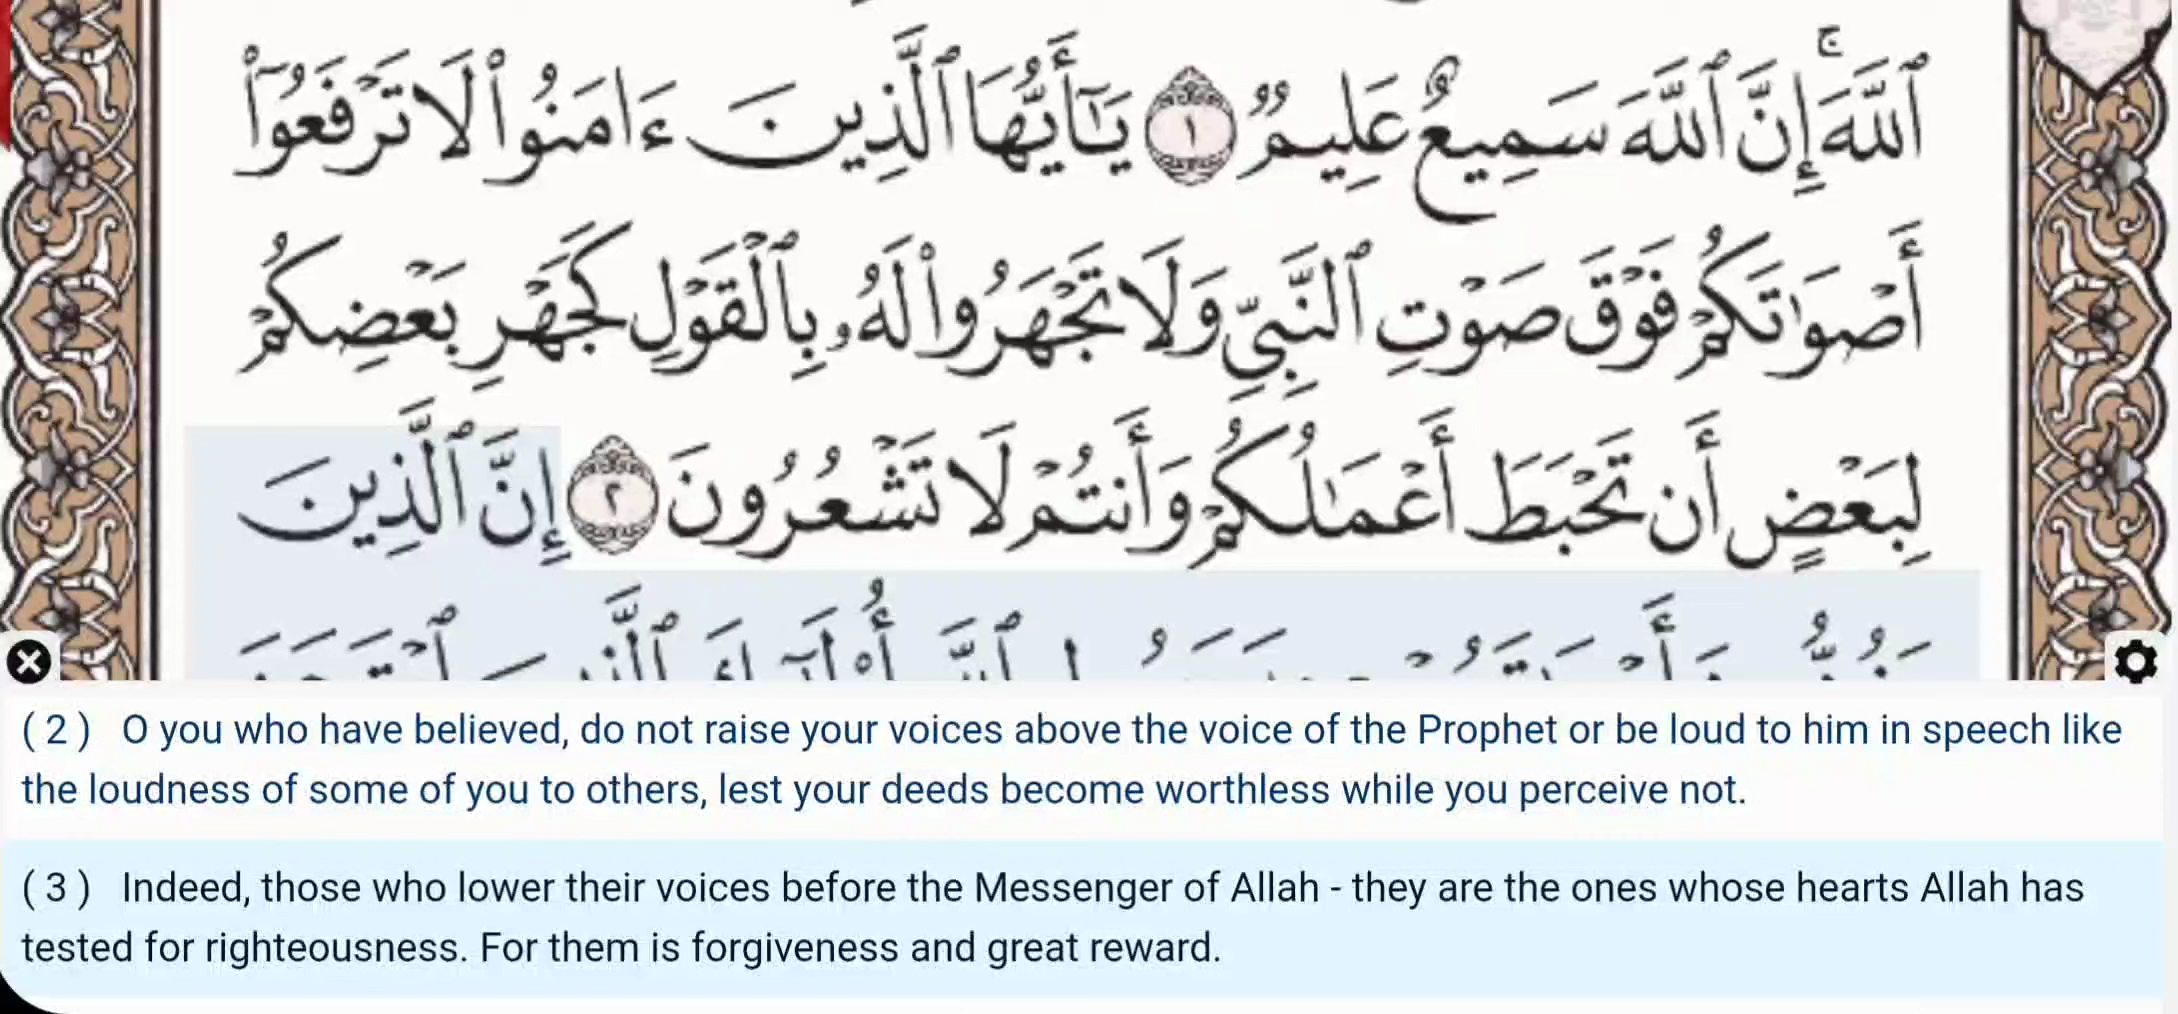 ٱللَّهَۚ إِنَّ ٱللَّهَ سَمِيعٌ عَلِيمٌ ١ يَٰٓأَيُّهَا ٱلَّذِينَ ءَامَنُوا۟ لَا تَرْفَعُوٓا۟
أَصْوَٰتَكُمْ فَوْقَ صَوْتِ ٱلنَّبِىِّ وَلَا تَجْهَرُوا۟ لَهُۥ بِٱلْقَوْلِ كَجَهْرِ بَعْضِكُمْ
لِبَعْضٍ أَن تَحْبَطَ أَعْمَٰلُكُمْ وَأَنتُمْ لَا تَشْعُرُونَ ٢ إِنَّ ٱلَّذِينَ
( 2 ) O you who have believed, do not raise your voices above the voice of the Prophet or be loud to him in speech like
the loudness of some of you to others, lest your deeds become worthless while you perceive not.
( 3 ) Indeed, those who lower their voices before the Messenger of Allah - they are the ones whose hearts Allah has
tested for righteousness. For them is forgiveness and great reward.